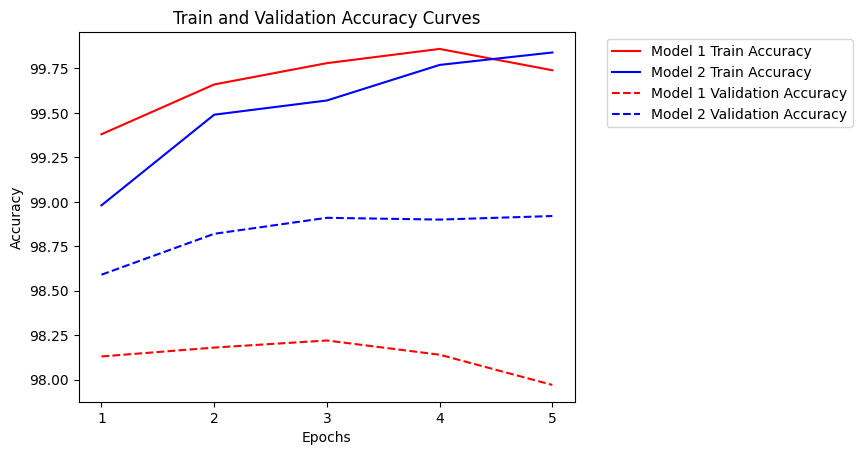 Train and Validation Accuracy Curves
Model 1 Train Accuracy
Model 2 Train Accuracy
Model 1 Validation Accuracy
Model 2 Validation Accuracy
99.75
99.50
99.25
99.00
98.75
98.50
98.25
98.00
Accuracy
1 2 3 4 5
Epochs